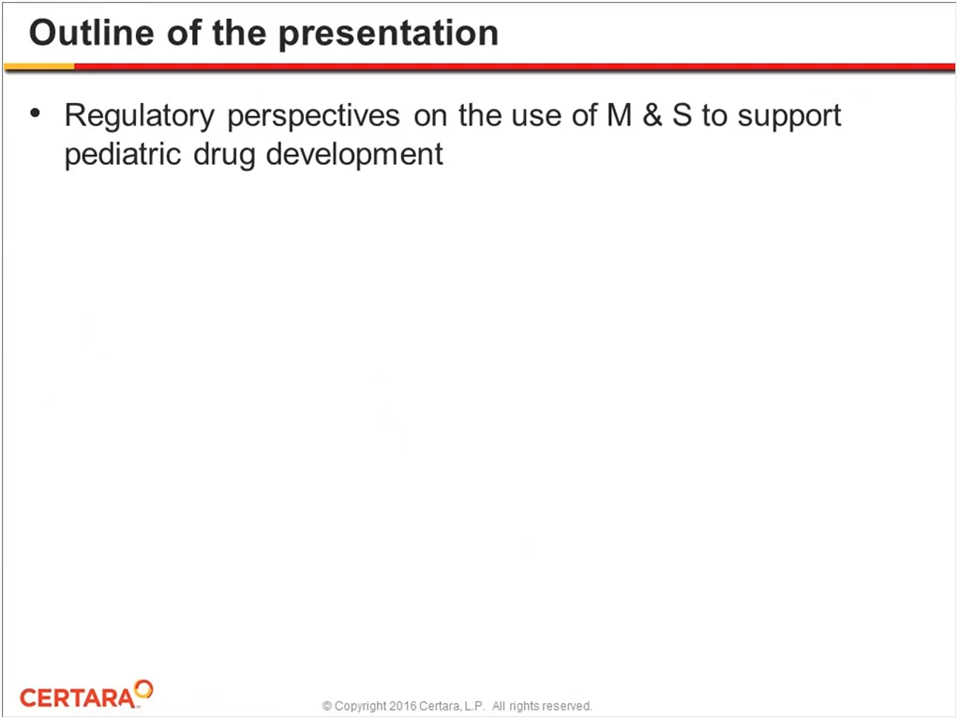 Outline of the presentation
• Regulatory perspectives on the use of M & S to support
pediatric drug development
CERTARA™
© Copyright 2016 Certara, L.P. All rights reserved.